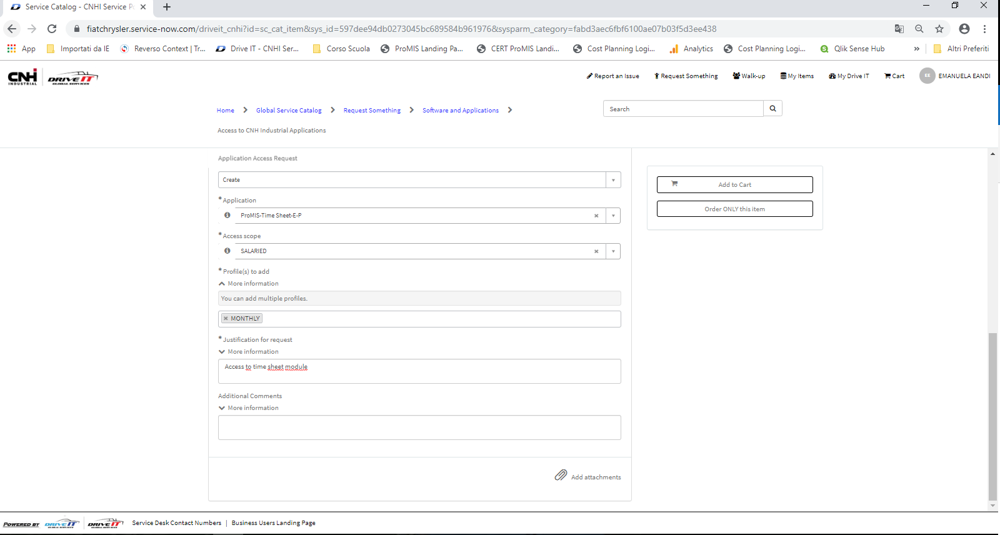 Service Catalog - CNHI Service Po
fiatchrysler.service-now.com/driveit_cnhi?id=sc_cat_item&sys_id=597dee94db0273045bc689584b961976&sysparm_category=fabd3aec6fbf6100ae07b03f5d3ee438
App Importati da IE Reverso Context | Tr... Drive IT - CNHI Ser... Corso Scuola ProMIS Landing Pa... CERT ProMIS Landi... Cost Planning Logi... Analytics Cost Planning Logi... Qlik Sense Hub » Altri Preferiti
CNH INDUSTRIAL DRIVE IT GLOBAL SERVICES
Report an Issue Request Something Walk-up My Items My Drive IT Cart EE EMANUELA EANDI
Home Global Service Catalog Request Something Software and Applications
Search
Access to CNH Industrial Applications
Application Access Request
Create
* Application
ProMIS-Time Sheet-E-P
* Access scope
SALARIED
* Profile(s) to add
More information
You can add multiple profiles.
MONTHLY
* Justification for request
More information
Access to time sheet module
Additional Comments
More information
Add attachments
Add to Cart
Order ONLY this item
POWERED BY DRIVE IT GLOBAL SERVICES DRIVE IT GLOBAL SERVICES Service Desk Contact Numbers | Business Users Landing Page